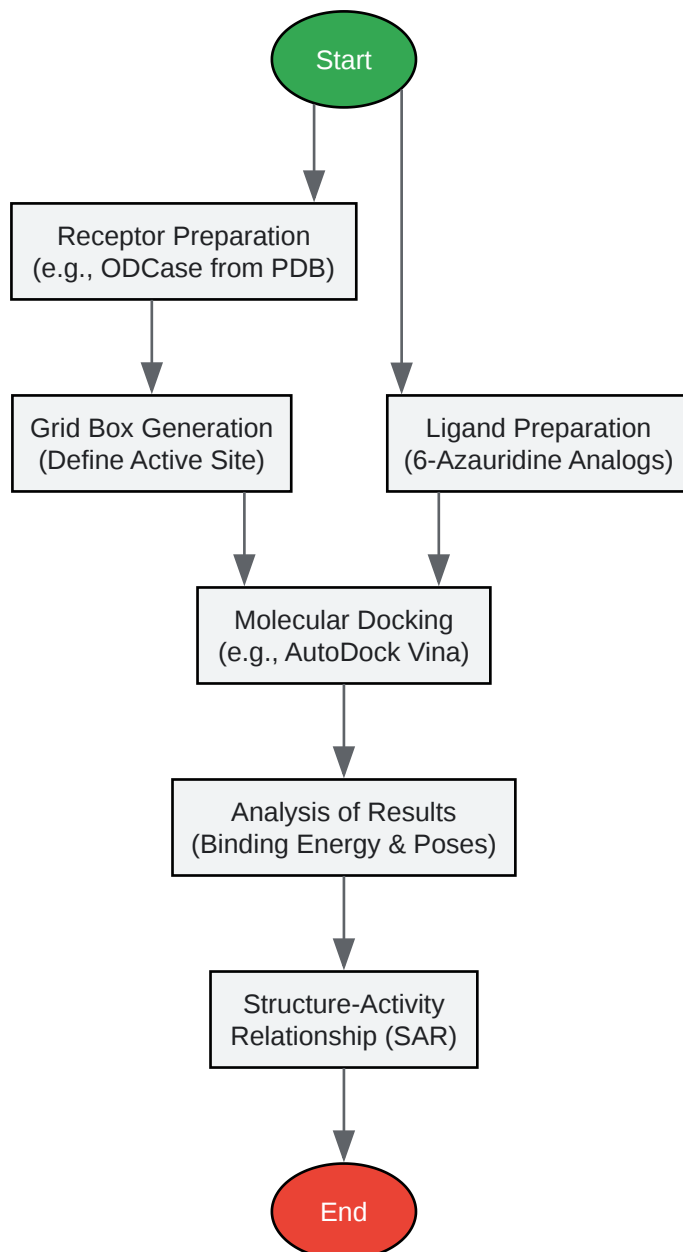 Start
Receptor Preparation
(e.g., ODCase from PDB)
Grid Box Generation
(Define Active Site)
Ligand Preparation
(6-Azauridine Analogs)
Molecular Docking
(e.g., AutoDock Vina)
Analysis of Results
(Binding Energy & Poses)
Structure-Activity
Relationship (SAR)
End